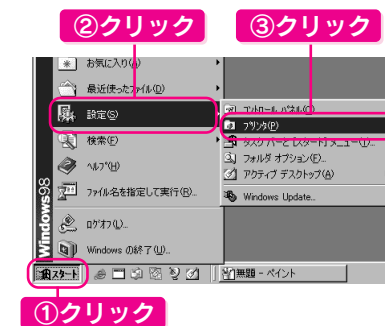 ②クリック
③クリック
お気に入り(A)
最近使ったファイル(D)
設定(S)
検索(F)
ヘルプ(H)
ファイル名を指定して実行(R)...
ログオフ(L)...
Windows の終了(U)...
コントロール パネル(C)
プリンタ(P)
タスク バーと [スタート] メニュー(T)...
フォルダ オプション(F)...
アクティブ デスクトップ(A)
Windows Update...
Windows98
スタート
無題 - ペイント
①クリック